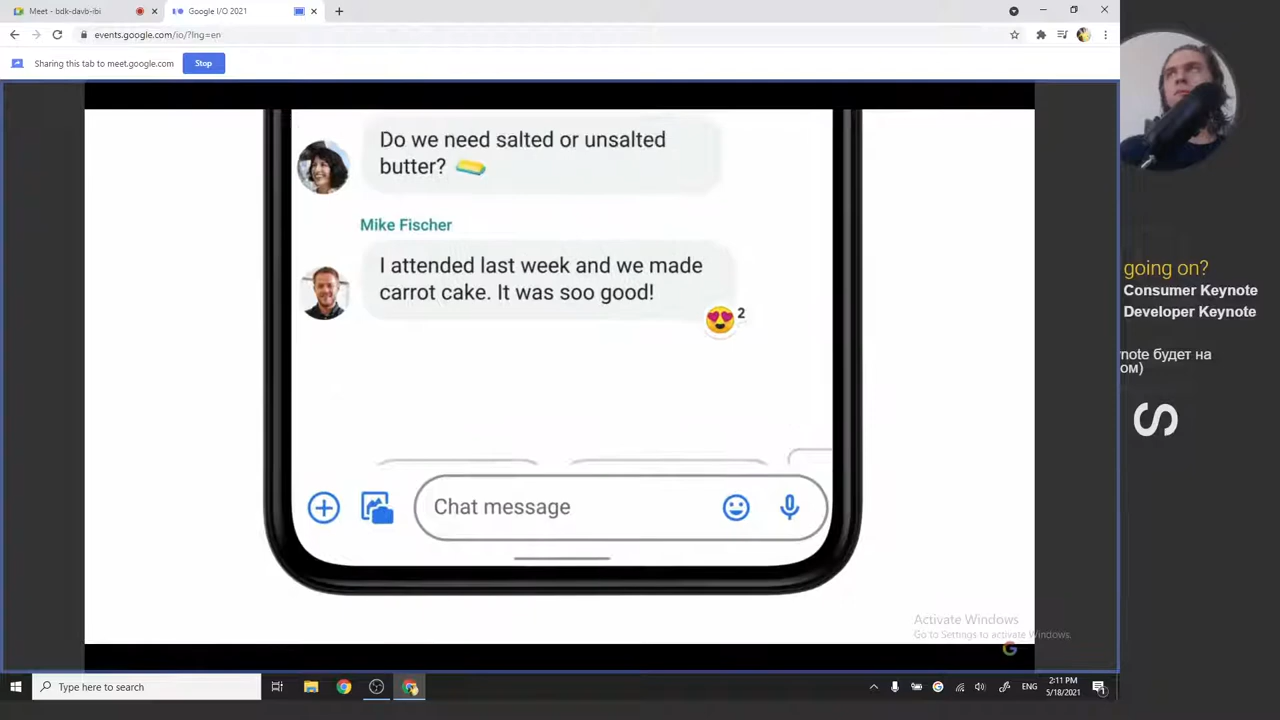 Meet - bdk-davb-ibi
Google I/O 2021
events.google.com/io/?lng=en
Sharing this tab to meet.google.com
Stop
Do we need salted or unsalted
butter?
Mike Fischer
I attended last week and we made
carrot cake. It was soo good!
2
Chat message
going on?
Consumer Keynote
Developer Keynote
note будет на
ом)
S
Activate Windows
Go to Settings to activate Windows.
G
Type here to search
ENG
2:11 PM
5/18/2021
1